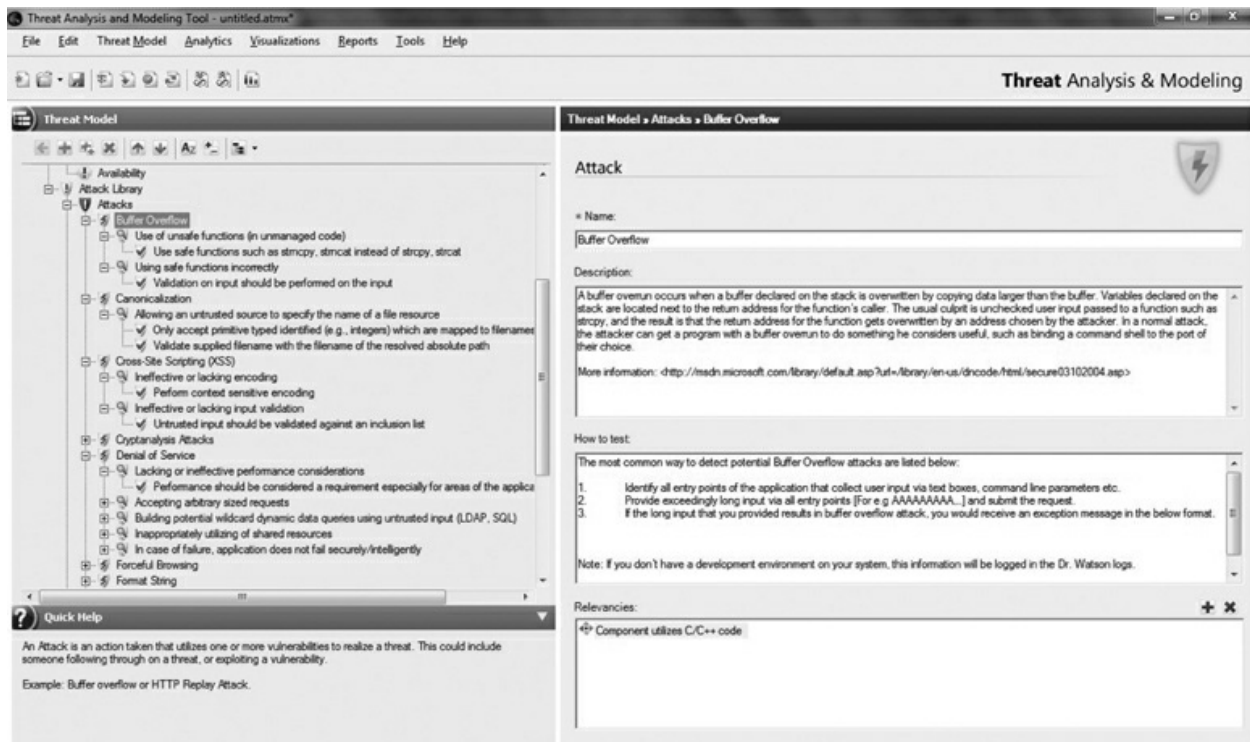 Threat Analysis and Modeling Tool - untitled.atmx*
File Edit Threat Model Analytics Visualizations Reports Tools Help
Threat Analysis & Modeling
Threat Model
Availability
Attack Library
Attacks
Buffer Overflow
Use of unsafe functions (in unmanaged code)
Use safe functions such as strncpy, strncat instead of strcpy, strcat
Using safe functions incorrectly
Validation on input should be performed on the input
Canonicalization
Allowing an untrusted source to specify the name of a file resource
Only accept primitive typed identified (e.g., integers) which are mapped to filenames
Validate supplied filename with the filename of the resolved absolute path
Cross-Site Scripting (XSS)
Ineffective or lacking encoding
Perform context sensitive encoding
Ineffective or lacking input validation
Untrusted input should be validated against an inclusion list
Cryptanalysis Attacks
Denial of Service
Lacking or ineffective performance considerations
Performance should be considered a requirement especially for areas of the applica
Accepting arbitrary sized requests
Building potential wildcard dynamic data queries using untrusted input (LDAP, SQL)
Inappropriately utilizing of shared resources
In case of failure, application does not fail securely/intelligently
Forceful Browsing
Format String
Quick Help
An Attack is an action taken that utilizes one or more vulnerabilities to realize a threat. This could include
someone following through on a threat, or exploiting a vulnerability.
Example: Buffer overflow or HTTP Replay Attack.
Threat Model » Attacks » Buffer Overflow
Attack
* Name:
Buffer Overflow
Description:
A buffer overrun occurs when a buffer declared on the stack is overwritten by copying data larger than the buffer. Variables declared on the
stack are located next to the return address for the function's caller. The usual culprit is unchecked user input passed to a function such as
strcpy, and the result is that the return address for the function gets overwritten by an address chosen by the attacker. In a normal attack,
the attacker can get a program with a buffer overrun to do something he considers useful, such as binding a command shell to the port of
their choice.
More information: <http://msdn.microsoft.com/library/default.asp?url=/library/en-us/dncode/html/secure03102004.asp>
How to test:
The most common way to detect potential Buffer Overflow attacks are listed below:
1. Identify all entry points of the application that collect user input via text boxes, command line parameters etc.
2. Provide exceedingly long input via all entry points [For e.g AAAAAAAAA...] and submit the request.
3. If the long input that you provided results in buffer overflow attack, you would receive an exception message in the below format.
Note: If you don't have a development environment on your system, this information will be logged in the Dr. Watson logs.
Relevancies:
Component utilizes C/C++ code